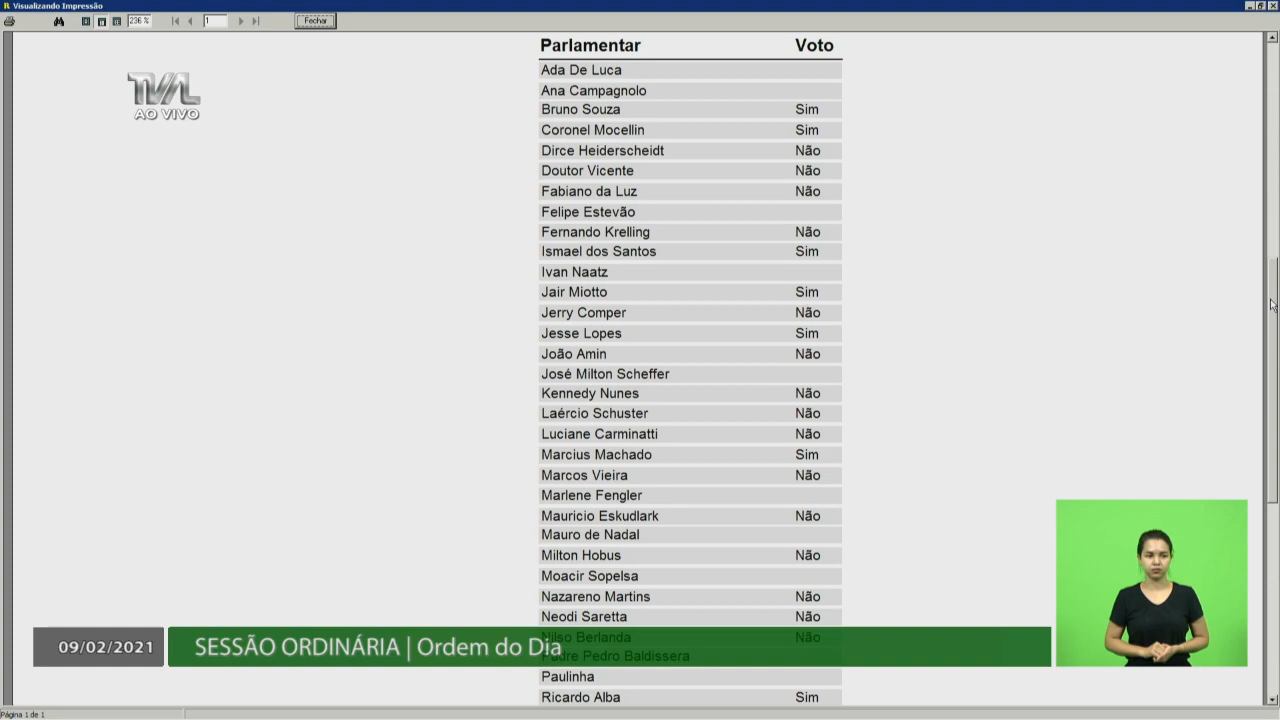 Visualizando Impressão
236 %
1
Fechar
TVAL
AO VIVO
Parlamentar Voto
Ada De Luca
Ana Campagnolo
Bruno Souza Sim
Coronel Mocellin Sim
Dirce Heiderscheidt Não
Doutor Vicente Não
Fabiano da Luz Não
Felipe Estevão
Fernando Krelling Não
Ismael dos Santos Sim
Ivan Naatz
Jair Miotto Sim
Jerry Comper Não
Jesse Lopes Sim
João Amin Não
José Milton Scheffer
Kennedy Nunes Não
Laércio Schuster Não
Luciane Carminatti Não
Marcius Machado Sim
Marcos Vieira Não
Marlene Fengler
Mauricio Eskudlark Não
Mauro de Nadal
Milton Hobus Não
Moacir Sopelsa
Nazareno Martins Não
Neodi Saretta Não
Nilso Berlanda Não
Padre Pedro Baldissera
Paulinha
Ricardo Alba Sim
09/02/2021
SESSÃO ORDINÁRIA | Ordem do Dia
Página 1 de 1